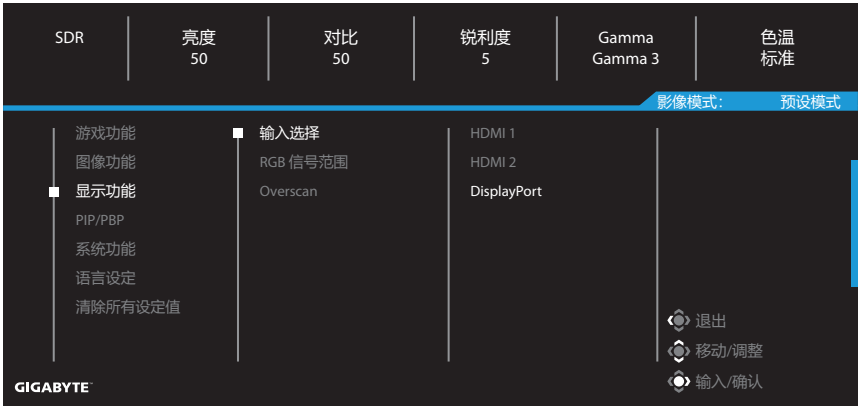 SDR 亮度 对比 锐利度 Gamma 色温
50 50 5 Gamma 3 标准
影像模式: 预设模式
游戏功能 输入选择 HDMI 1
图像功能 RGB 信号范围 HDMI 2
显示功能 Overscan DisplayPort
PIP/PBP
系统功能
语言设定
清除所有设定值
退出
移动/调整
输入/确认
GIGABYTE™